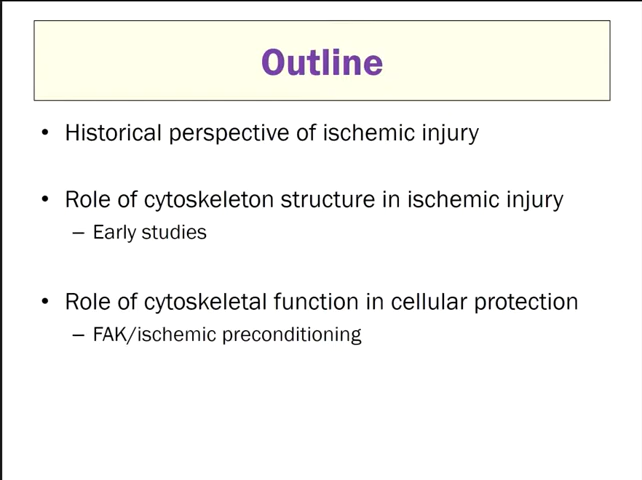 Outline
• Historical perspective of ischemic injury
• Role of cytoskeleton structure in ischemic injury
– Early studies
• Role of cytoskeletal function in cellular protection
– FAK/ischemic preconditioning